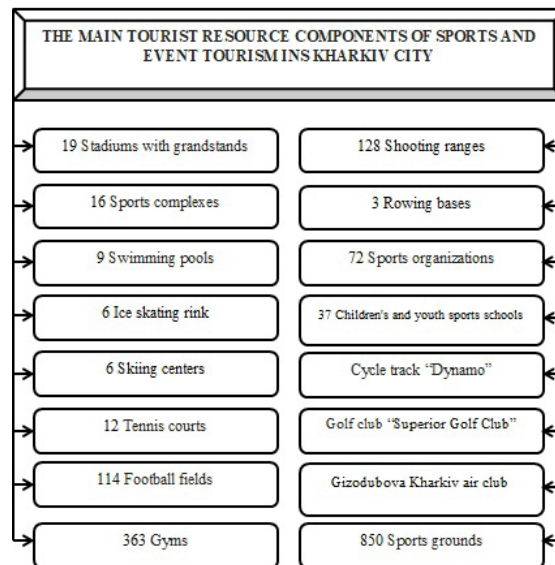 THE MAIN TOURIST RESOURCE COMPONENTS OF SPORTS AND
EVENT TOURISM INS KHARKIV CITY
19 Stadiums with grandstands
16 Sports complexes
9 Swimming pools
6 Ice skating rink
6 Skiing centers
12 Tennis courts
114 Football fields
363 Gyms
128 Shooting ranges
3 Rowing bases
72 Sports organizations
37 Children's and youth sports schools
Cycle track “Dynamo”
Golf club “Superior Golf Club”
Gizodubova Kharkiv air club
850 Sports grounds